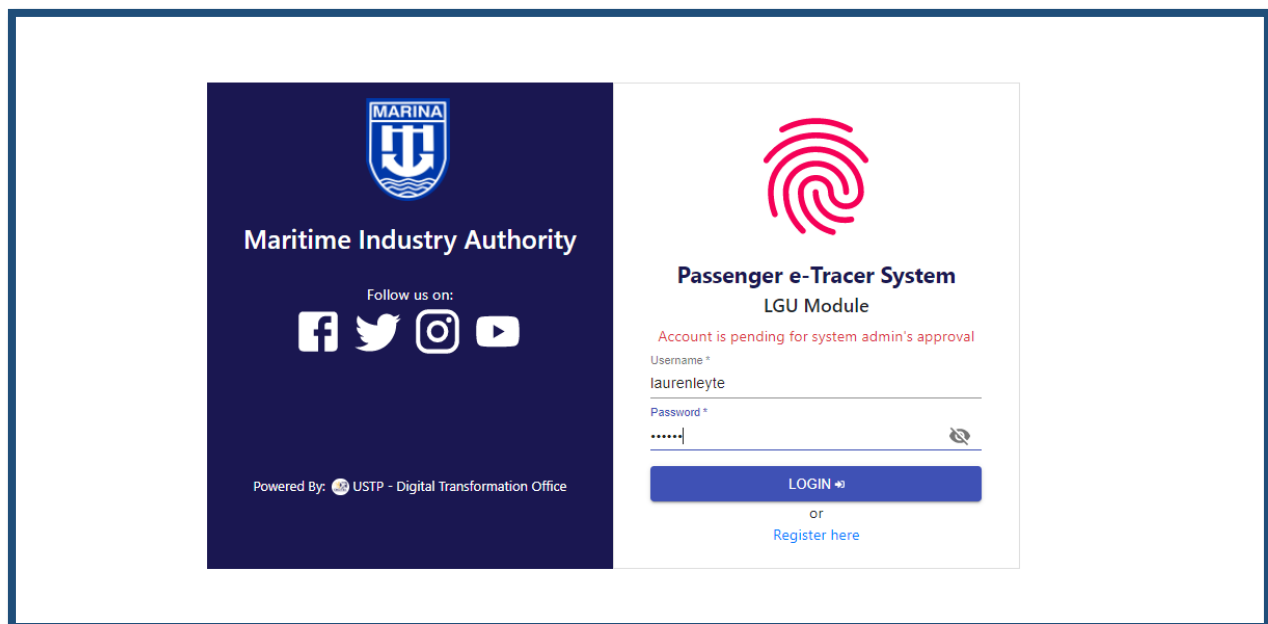 MARINA
Maritime Industry Authority
Follow us on:
Powered By: USTP - Digital Transformation Office
Passenger e-Tracer System
LGU Module
Account is pending for system admin's approval
Username *
laurenleyte
Password *
••••••
LOGIN
or
Register here